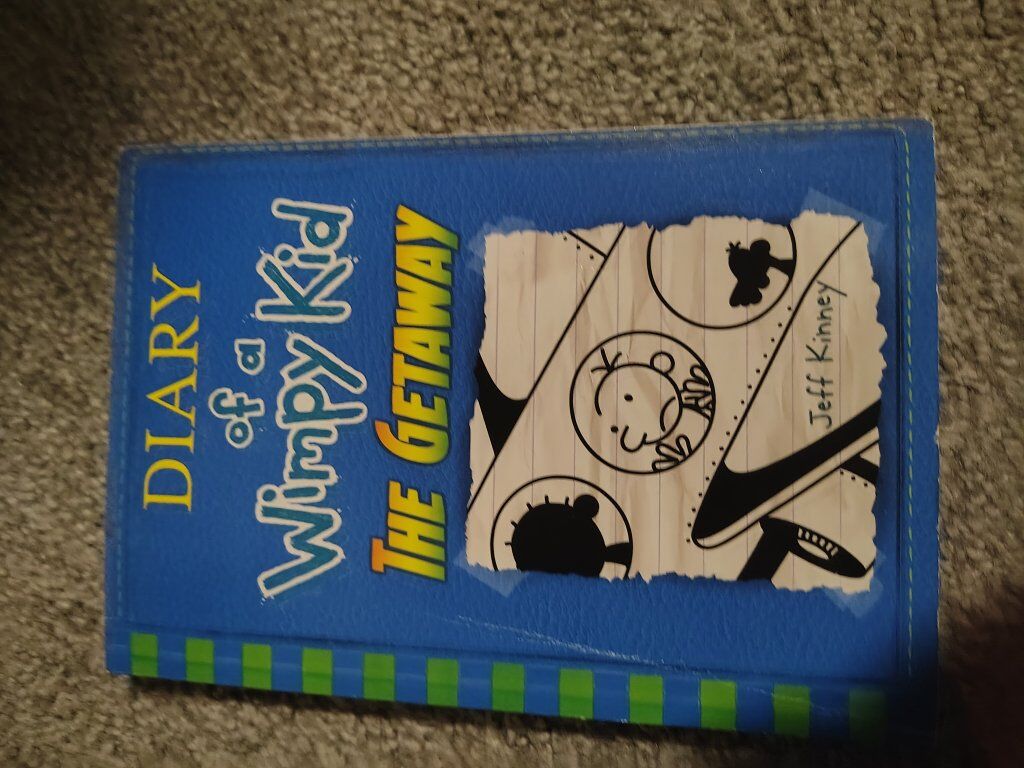 DIARY
of a
Wimpy Kid
THE GETAWAY
Jeff Kinney